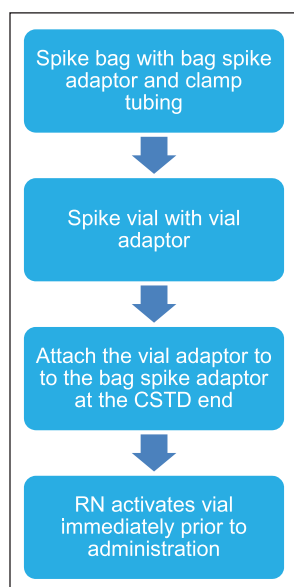 Spike bag with bag spike
adaptor and clamp
tubing
Spike vial with vial
adaptor
Attach the vial adaptor to
to the bag spike adaptor
at the CSTD end
RN activates vial
immediately prior to
administration